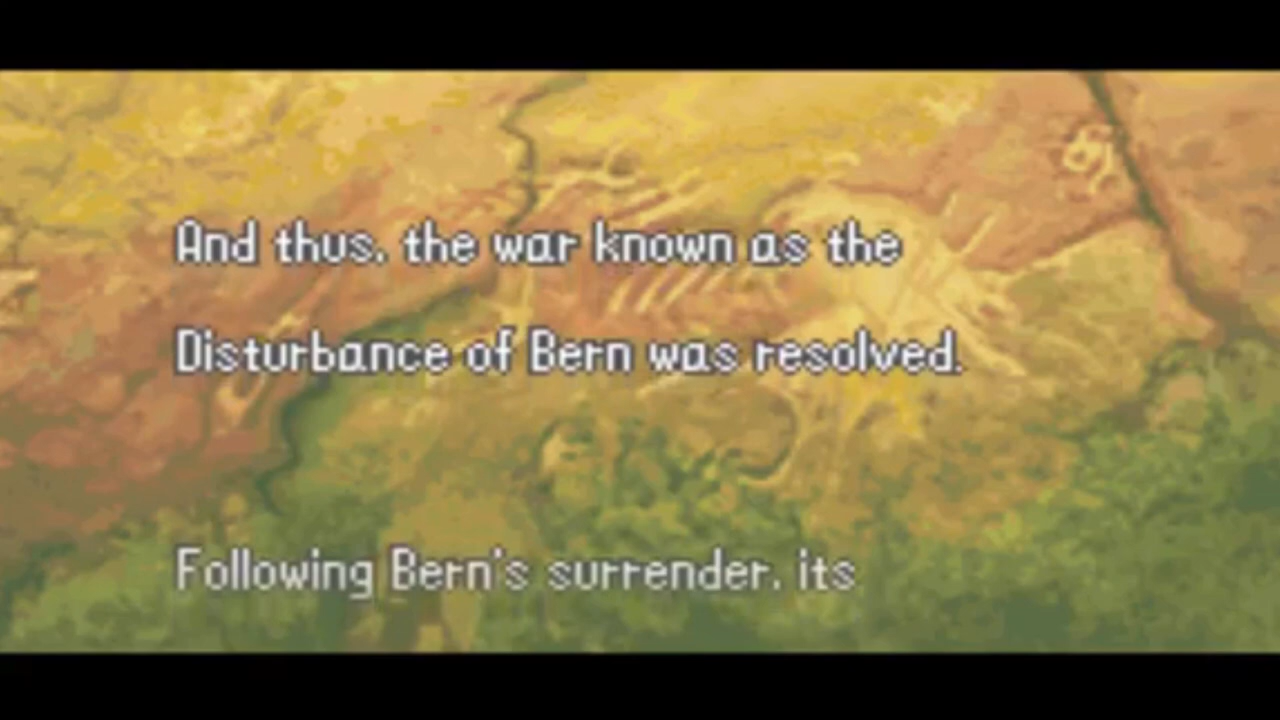 And thus, the war known as the
Disturbance of Bern was resolved.
Following Bern's surrender, its